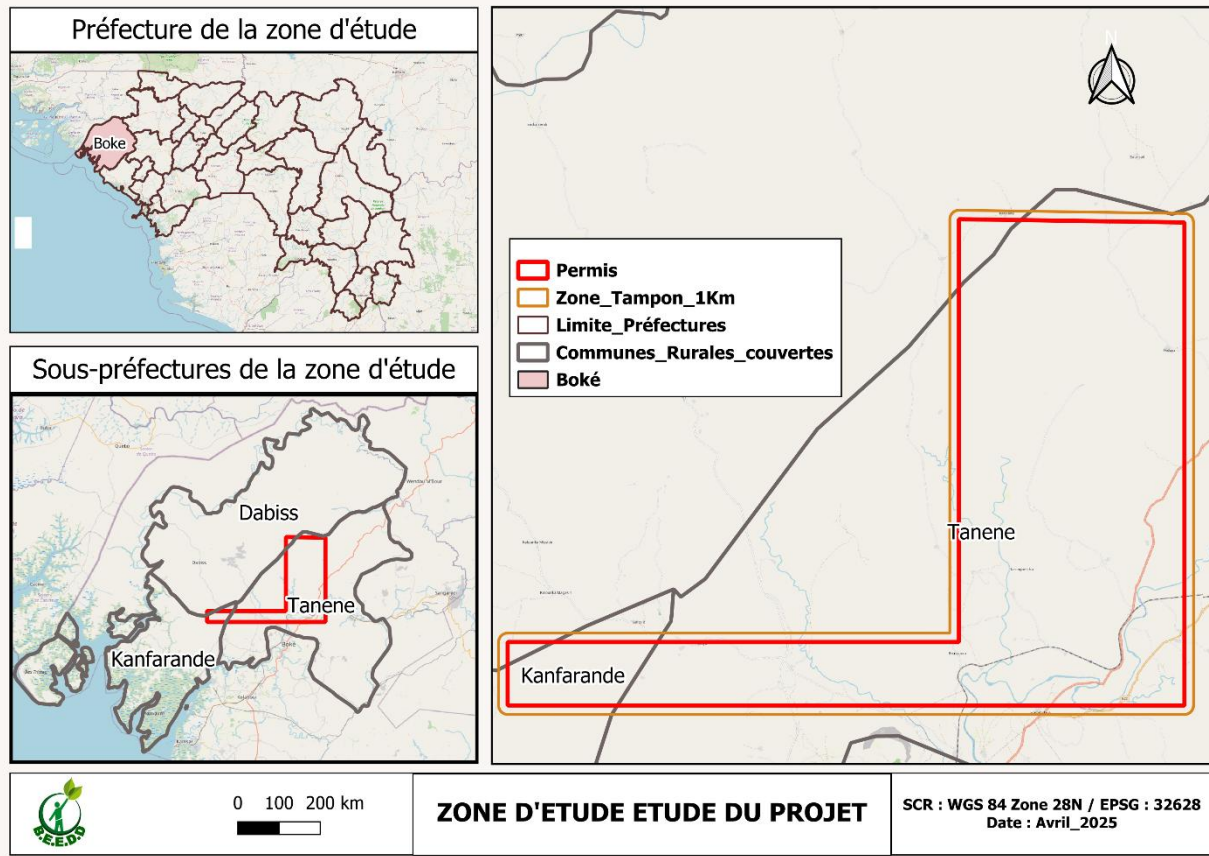 Préfecture de la zone d'étude
Boke
Sous-préfectures de la zone d'étude
Dabiss
Tanene
Kanfarande
Boké
N
Permis
Zone_Tampon_1Km
Limite_Préfectures
Communes_Rurales_couvertes
Boké
Tanene
Kanfarande
B.E.E.D.D
0 100 200 km
ZONE D'ETUDE ETUDE DU PROJET
SCR : WGS 84 Zone 28N / EPSG : 32628
Date : Avril_2025